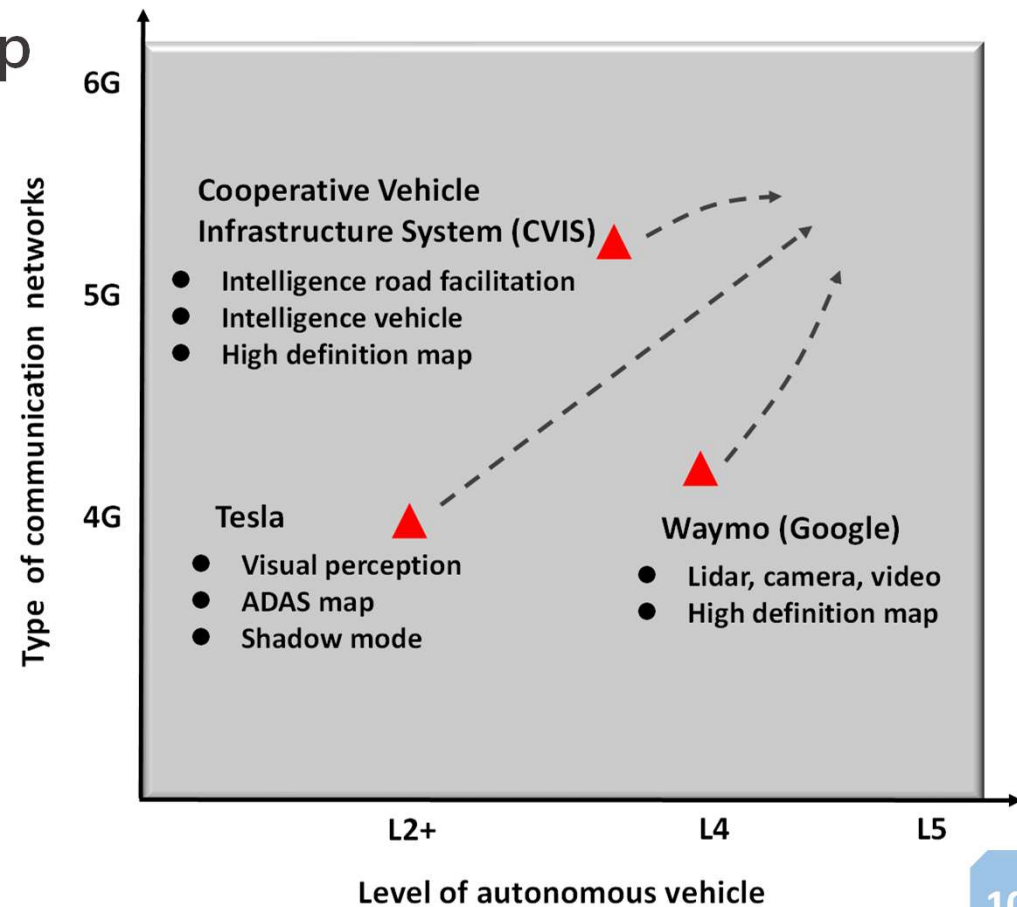 p
6G
Cooperative Vehicle
Infrastructure System (CVIS)
● Intelligence road facilitation
5G
● Intelligence vehicle
● High definition map
Type of communication networks
4G
Tesla
● Visual perception
● ADAS map
● Shadow mode
Waymo (Google)
● Lidar, camera, video
● High definition map
L2+ L4 L5
Level of autonomous vehicle
10